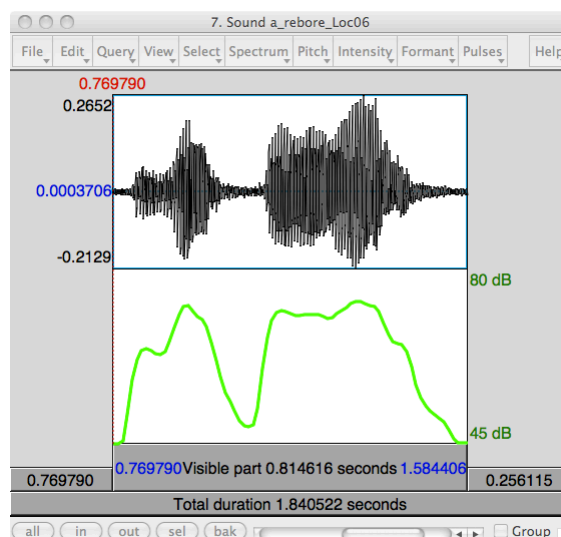 7. Sound a_rebore_Loc06
File Edit Query View Select Spectrum Pitch Intensity Formant Pulses Help
0.769790
0.2652
0.0003706
-0.2129
80 dB
45 dB
0.769790 Visible part 0.814616 seconds 1.584406
0.769790 0.256115
Total duration 1.840522 seconds
all in out sel bak Group